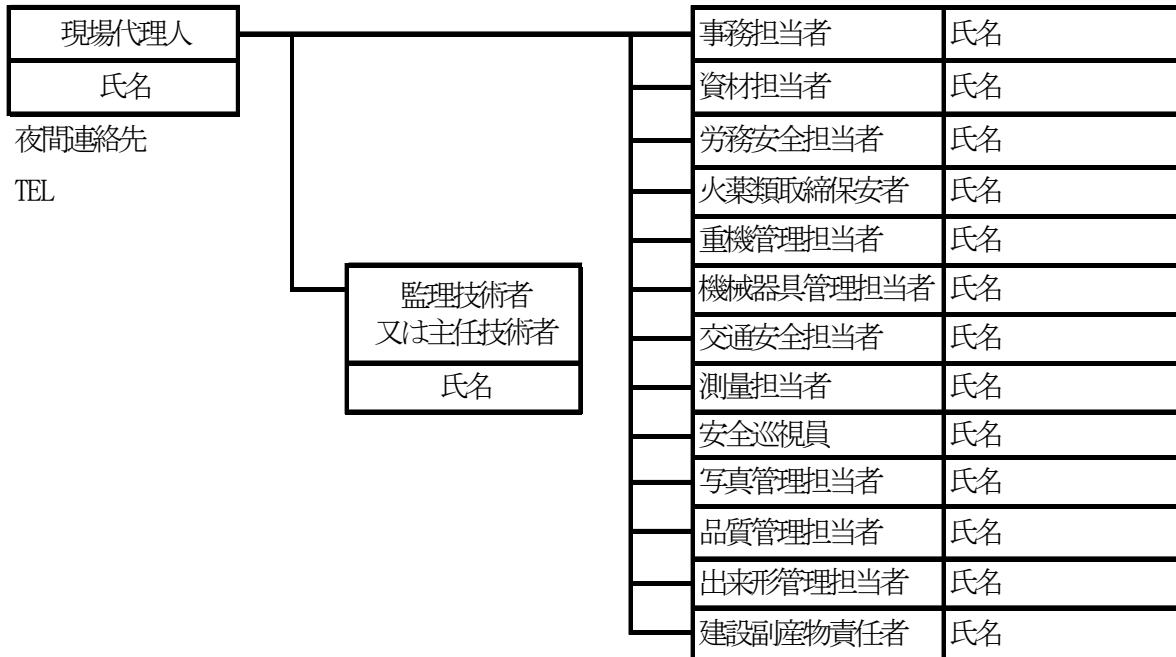 現場代理人
氏名
夜間連絡先
TEL
監理技術者
又は主任技術者
氏名
事務担当者 氏名
資材担当者 氏名
労務安全担当者 氏名
火薬類取締保安者 氏名
重機管理担当者 氏名
機械器具管理担当者 氏名
交通安全担当者 氏名
測量担当者 氏名
安全巡視員 氏名
写真管理担当者 氏名
品質管理担当者 氏名
出来形管理担当者 氏名
建設副産物責任者 氏名